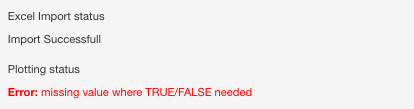 Excel Import status
Import Successfull
Plotting status
Error: missing value where TRUE/FALSE needed